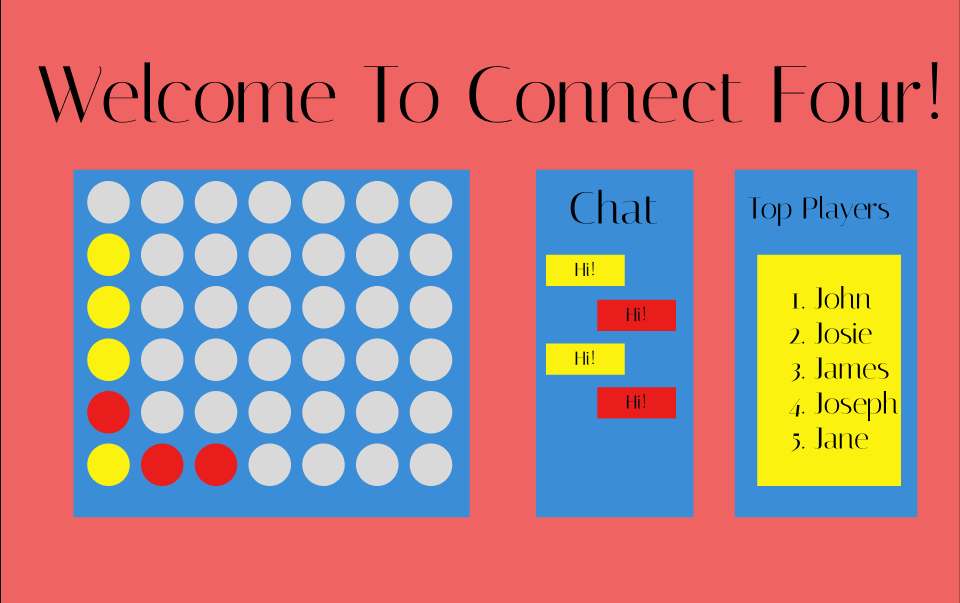 Welcome To Connect Four!
Chat
Hi!
Hi!
Hi!
Hi!
Top Players
1. John
2. Josie
3. James
4. Joseph
5. Jane